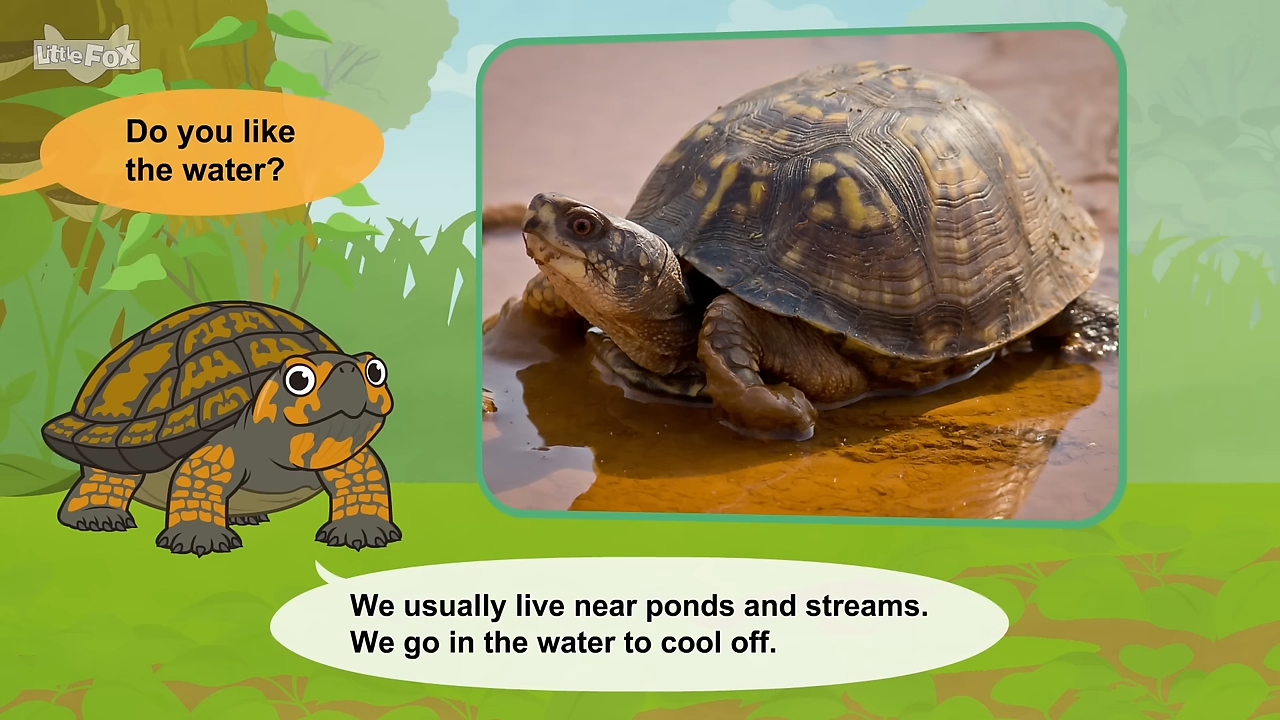 Little Fox
Do you like
the water?
We usually live near ponds and streams.
We go in the water to cool off.